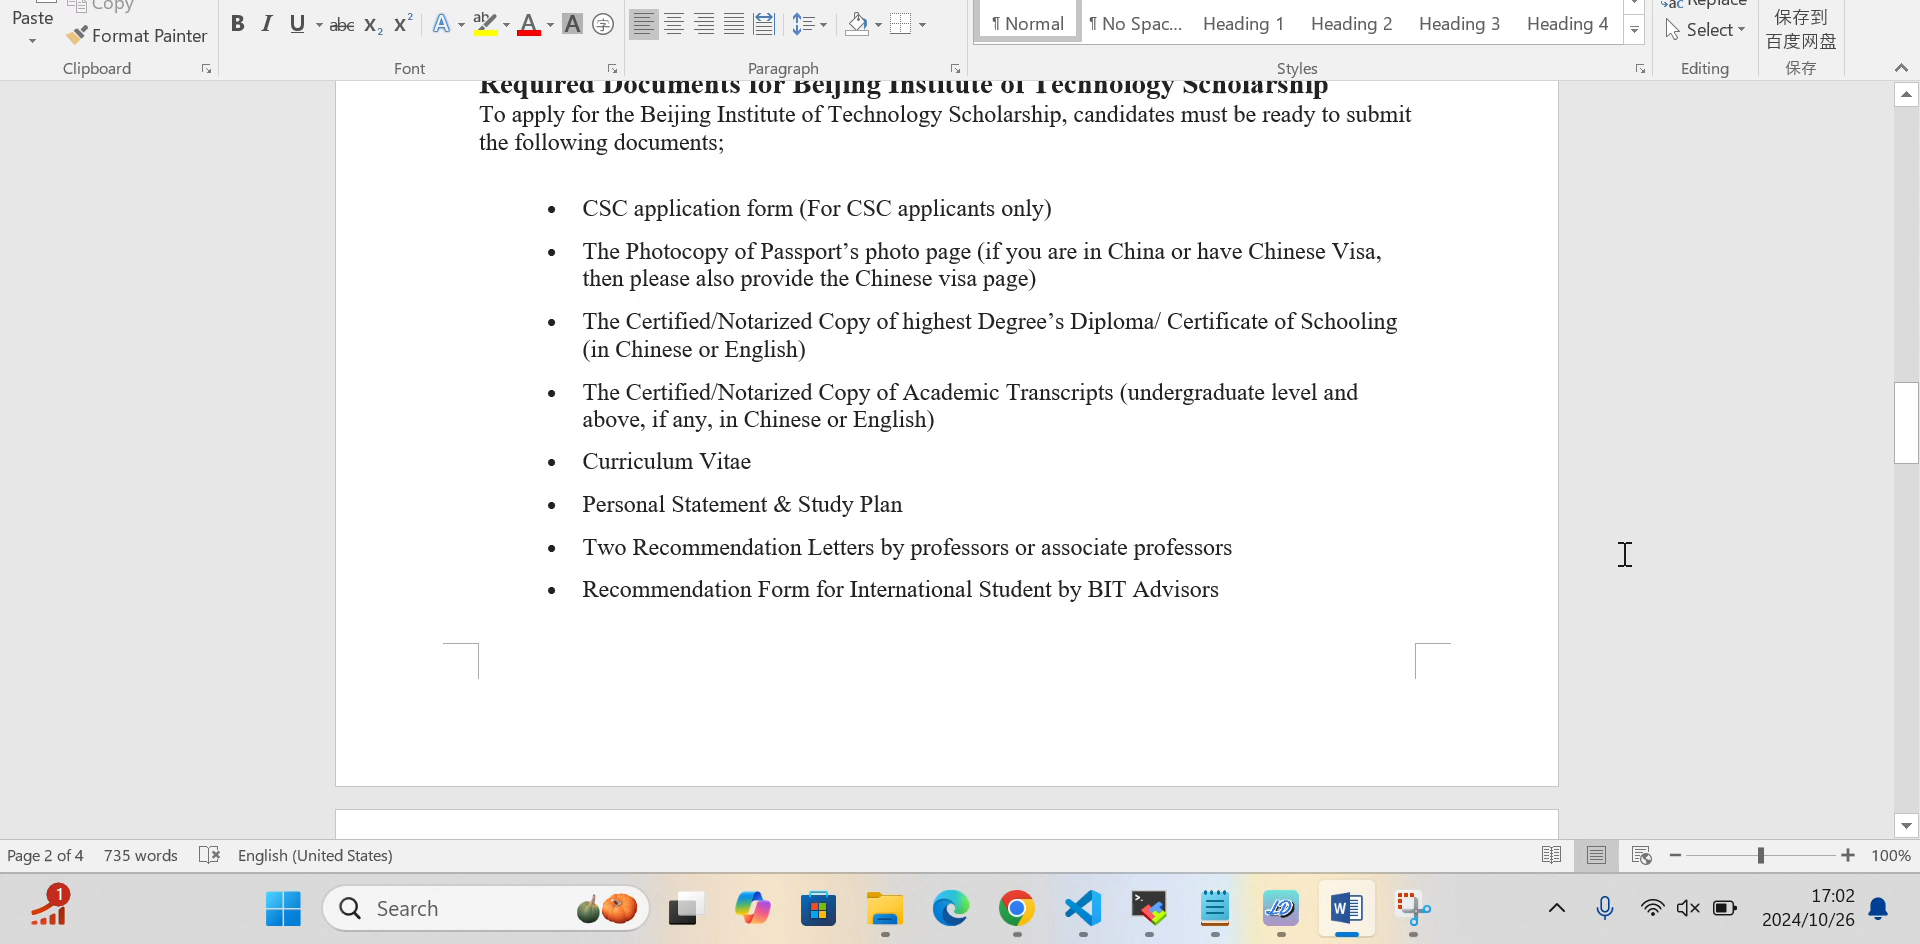 Paste
Copy
Format Painter
Clipboard
B I U abc X₂ X² A ab A A 字
Font
Paragraph
¶ Normal
¶ No Spac...
Heading 1
Heading 2
Heading 3
Heading 4
Styles
Replace
Select
Editing
保存到
百度网盘
保存
Required Documents for Beijing Institute of Technology Scholarship
To apply for the Beijing Institute of Technology Scholarship, candidates must be ready to submit
the following documents;
• CSC application form (For CSC applicants only)
• The Photocopy of Passport’s photo page (if you are in China or have Chinese Visa,
then please also provide the Chinese visa page)
• The Certified/Notarized Copy of highest Degree’s Diploma/ Certificate of Schooling
(in Chinese or English)
• The Certified/Notarized Copy of Academic Transcripts (undergraduate level and
above, if any, in Chinese or English)
• Curriculum Vitae
• Personal Statement & Study Plan
• Two Recommendation Letters by professors or associate professors
• Recommendation Form for International Student by BIT Advisors
Page 2 of 4 735 words English (United States) 100%
1
Search
17:02
2024/10/26